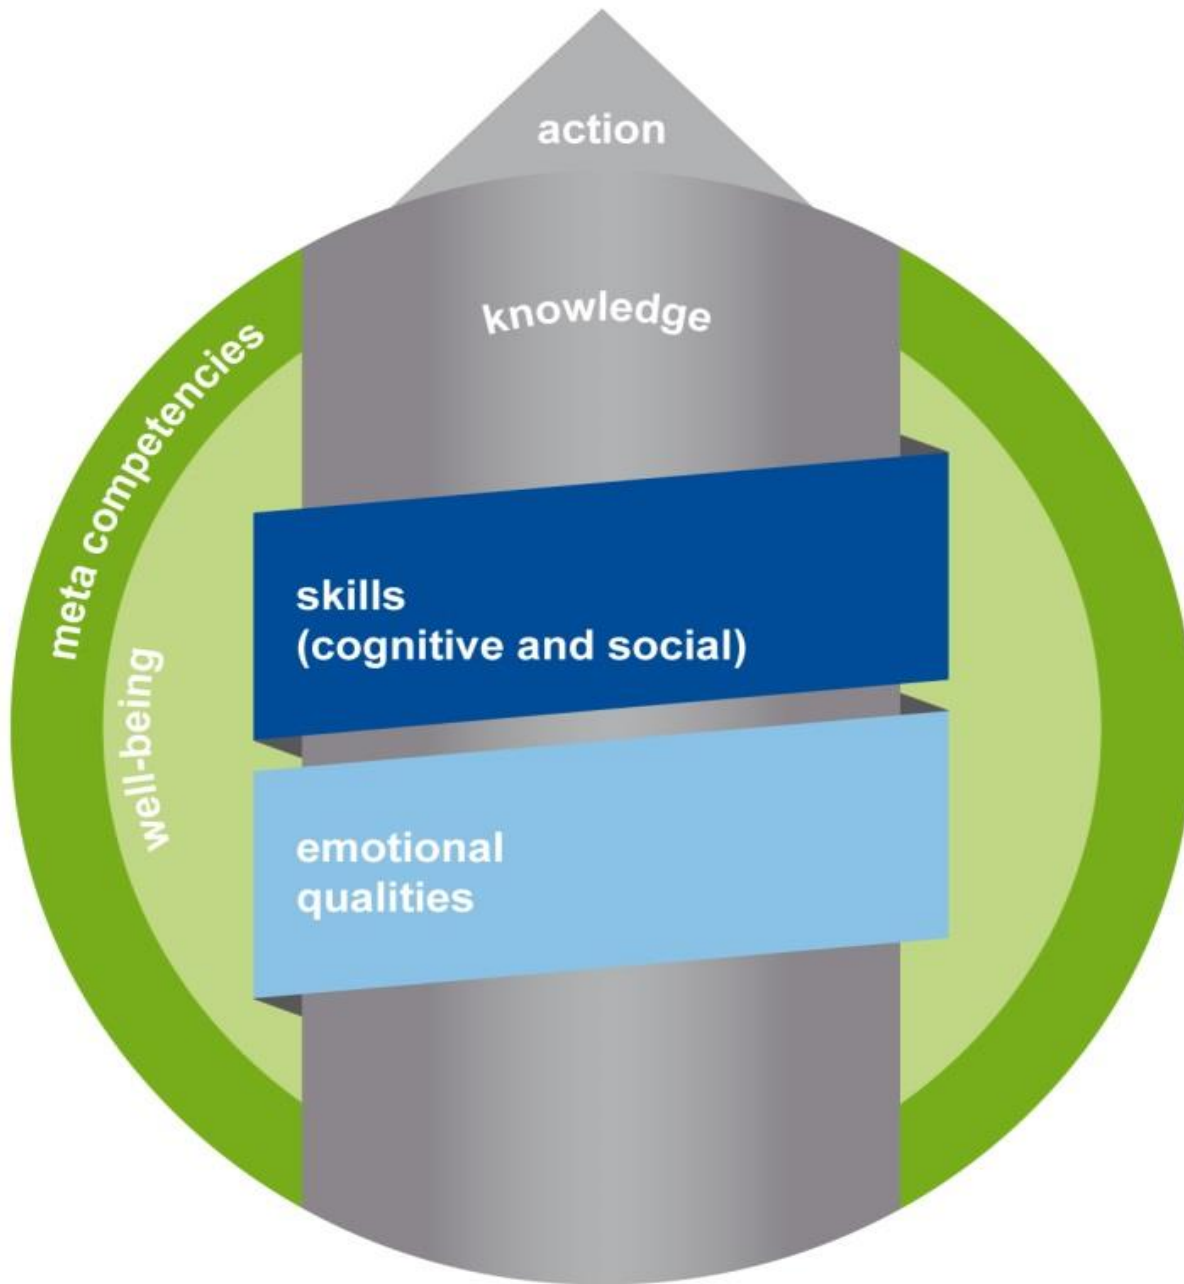 action
knowledge
meta competencies
well-being
skills
(cognitive and social)
emotional
qualities